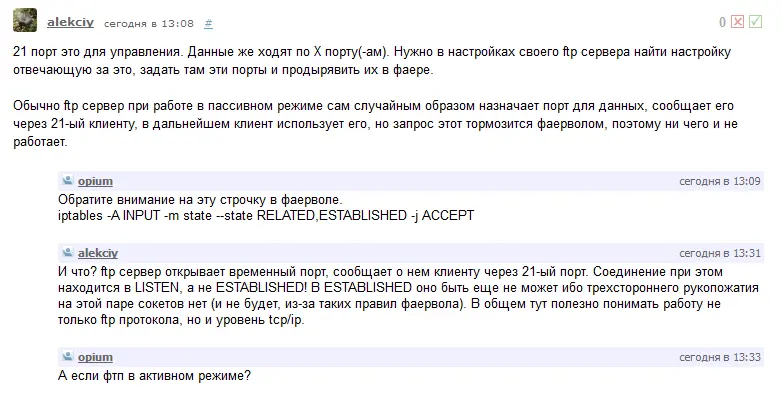 alekciy сегодня в 13:08 # 0
21 порт это для управления. Данные же ходят по X порту(-ам). Нужно в настройках своего ftp сервера найти настройку
отвечающую за это, задать там эти порты и продырявить их в фаере.
Обычно ftp сервер при работе в пассивном режиме сам случайным образом назначает порт для данных, сообщает его
через 21-ый клиенту, в дальнейшем клиент использует его, но запрос этот тормозится фаерволом, поэтому ни чего и не
работает.
opium сегодня в 13:09
Обратите внимание на эту строчку в фаерволе.
iptables -A INPUT -m state --state RELATED,ESTABLISHED -j ACCEPT
alekciy сегодня в 13:31
И что? ftp сервер открывает временный порт, сообщает о нем клиенту через 21-ый порт. Соединение при этом
находится в LISTEN, а не ESTABLISHED! В ESTABLISHED оно быть еще не может ибо трехстороннего рукопожатия
на этой паре сокетов нет (и не будет, из-за таких правил фаервола). В общем тут полезно понимать работу не
только ftp протокола, но и уровень tcp/ip.
opium сегодня в 13:33
А если фтп в активном режиме?